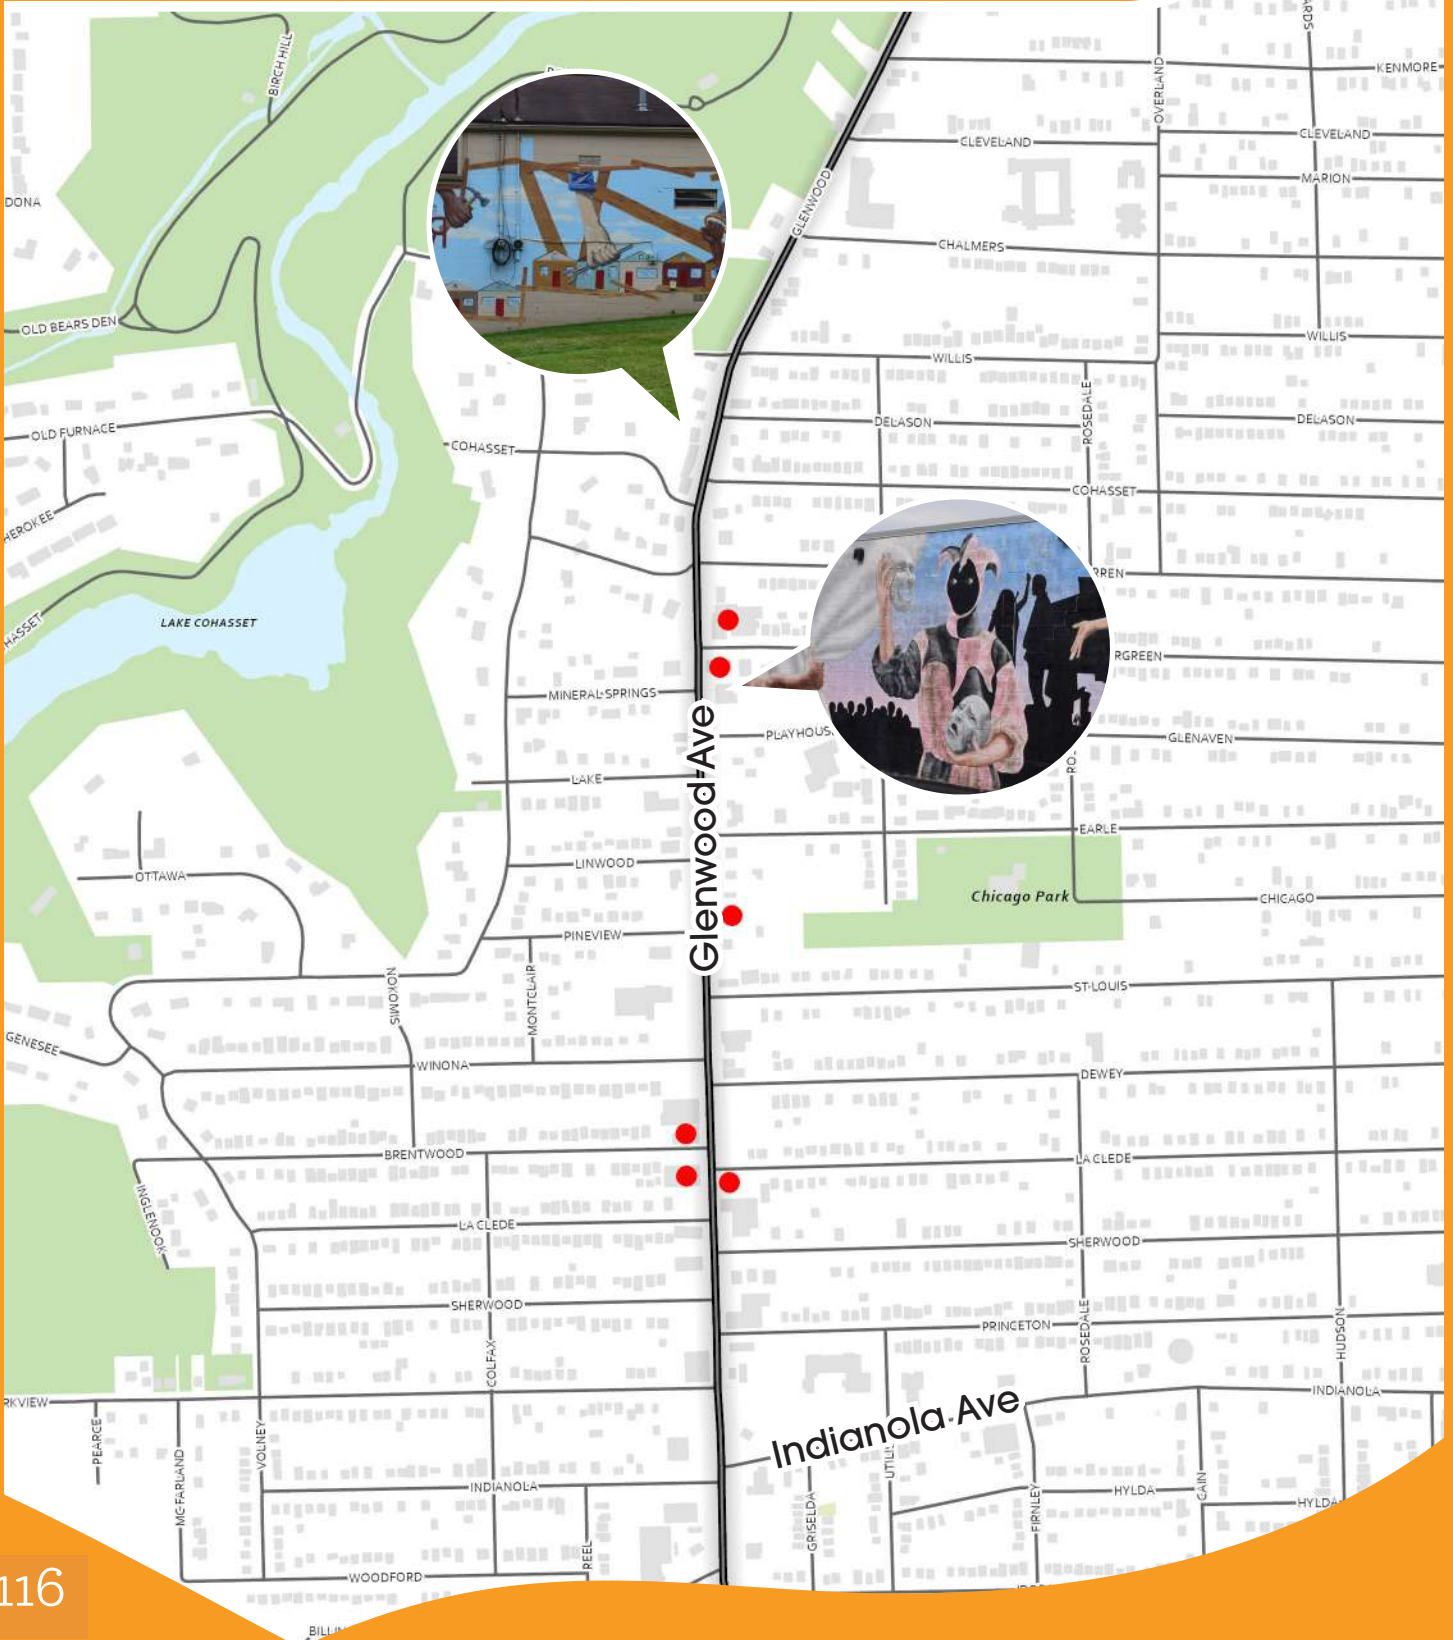 BIRCH HILL
OVERLAND
KENMORE
CLEVELAND
CLEVELAND
MARION
DONA
GLENWOOD
CHALMERS
OLD BEARS DEN
WILLIS
WILLIS
OLD FURNACE
COHASSET
DELASON
ROSEDALE
DELASON
COHASSET
HEROKEE
RREN
HASSET
LAKE COHASSET
RGREEN
MINERAL SPRINGS
PLAYHOUS
GLENAVEN
Glenwood Ave
RO
LAKE
EARLE
LINWOOD
OTTAWA
Chicago Park
CHICAGO
PINEVIEW
NOKOMIS
MONTCLAIR
ST LOUIS
GENESEE
WINONA
DEWEY
BRENTWOOD
LA CLEDE
INGLENOOK
LA CLEDE
SHERWOOD
SHERWOOD
PRINCETON
ROSEDALE
HUDSON
COLFAX
RKVIEW
INDIANOLA
Indianola Ave
PEARCE
MCFARLAND
VOLNEY
UTILI
INDIANOLA
GRISELDA
FIRNLEY
HYLDA
CAIN
HYLDA
REEL
WOODFORD
116
BILLIN